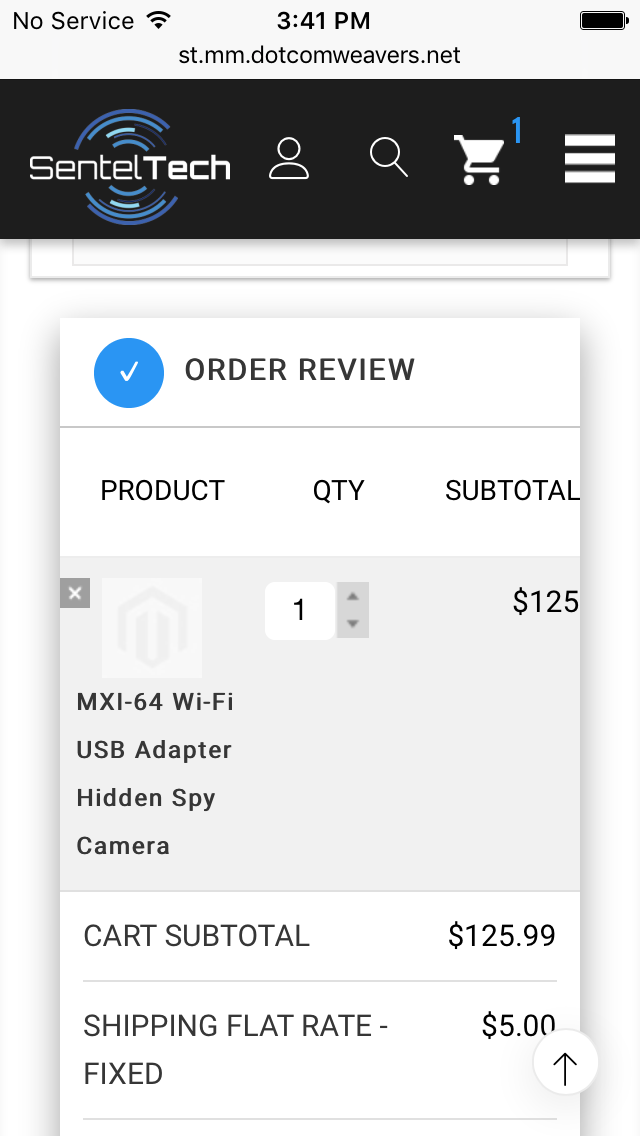 No Service 3:41 PM
st.mm.dotcomweavers.net
SentelTech 1
ORDER REVIEW
PRODUCT QTY SUBTOTAL
1 $125
MXI-64 Wi-Fi
USB Adapter
Hidden Spy
Camera
CART SUBTOTAL $125.99
SHIPPING FLAT RATE - $5.00
FIXED